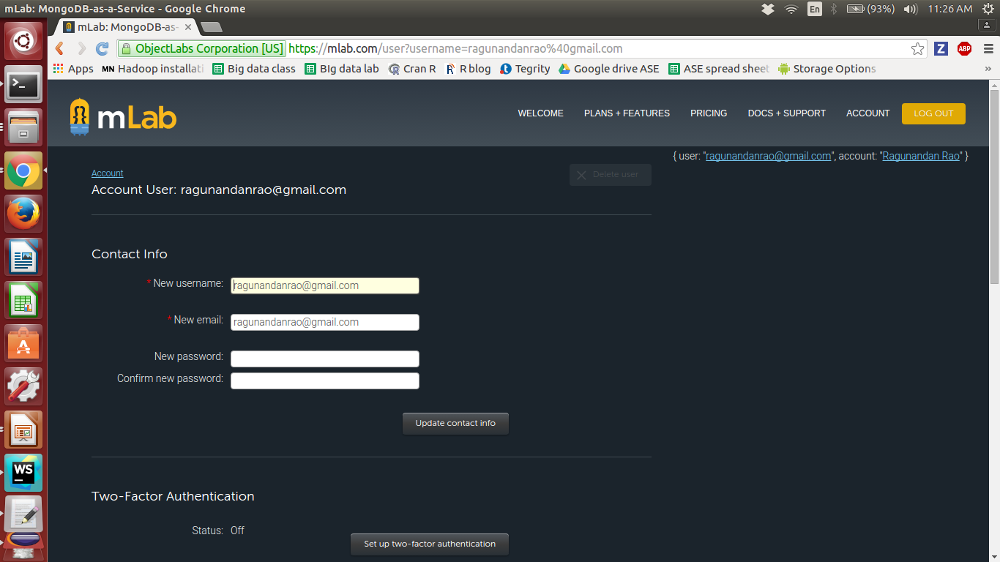 mLab: MongoDB-as-a-Service - Google Chrome
En
(93%)
11:26 AM
mLab: MongoDB-as-
ObjectLabs Corporation [US] https://mlab.com/user?username=ragunandanrao%40gmail.com
Z
ABP
Apps
MN Hadoop installati
Big data class
BIg data lab
Cran R
R blog
Tegrity
Google drive ASE
ASE spread sheet
Storage Options
»
mLab
WELCOME
PLANS + FEATURES
PRICING
DOCS + SUPPORT
ACCOUNT
LOG OUT
{ user: "ragunandanrao@gmail.com", account: "Ragunandan Rao" }
Account
Delete user
Account User: ragunandanrao@gmail.com
Contact Info
* New username: ragunandanrao@gmail.com
* New email: ragunandanrao@gmail.com
New password:
Confirm new password:
Update contact info
Two-Factor Authentication
Status: Off
Set up two-factor authentication
WS